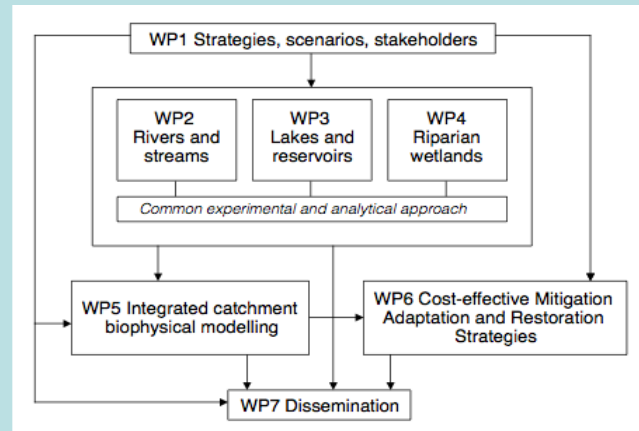 WP1 Strategies, scenarios, stakeholders
WP2
Rivers and
streams
WP3
Lakes and
reservoirs
WP4
Riparian
wetlands
Common experimental and analytical approach
WP5 Integrated catchment
biophysical modelling
WP6 Cost-effective Mitigation
Adaptation and Restoration
Strategies
WP7 Dissemination